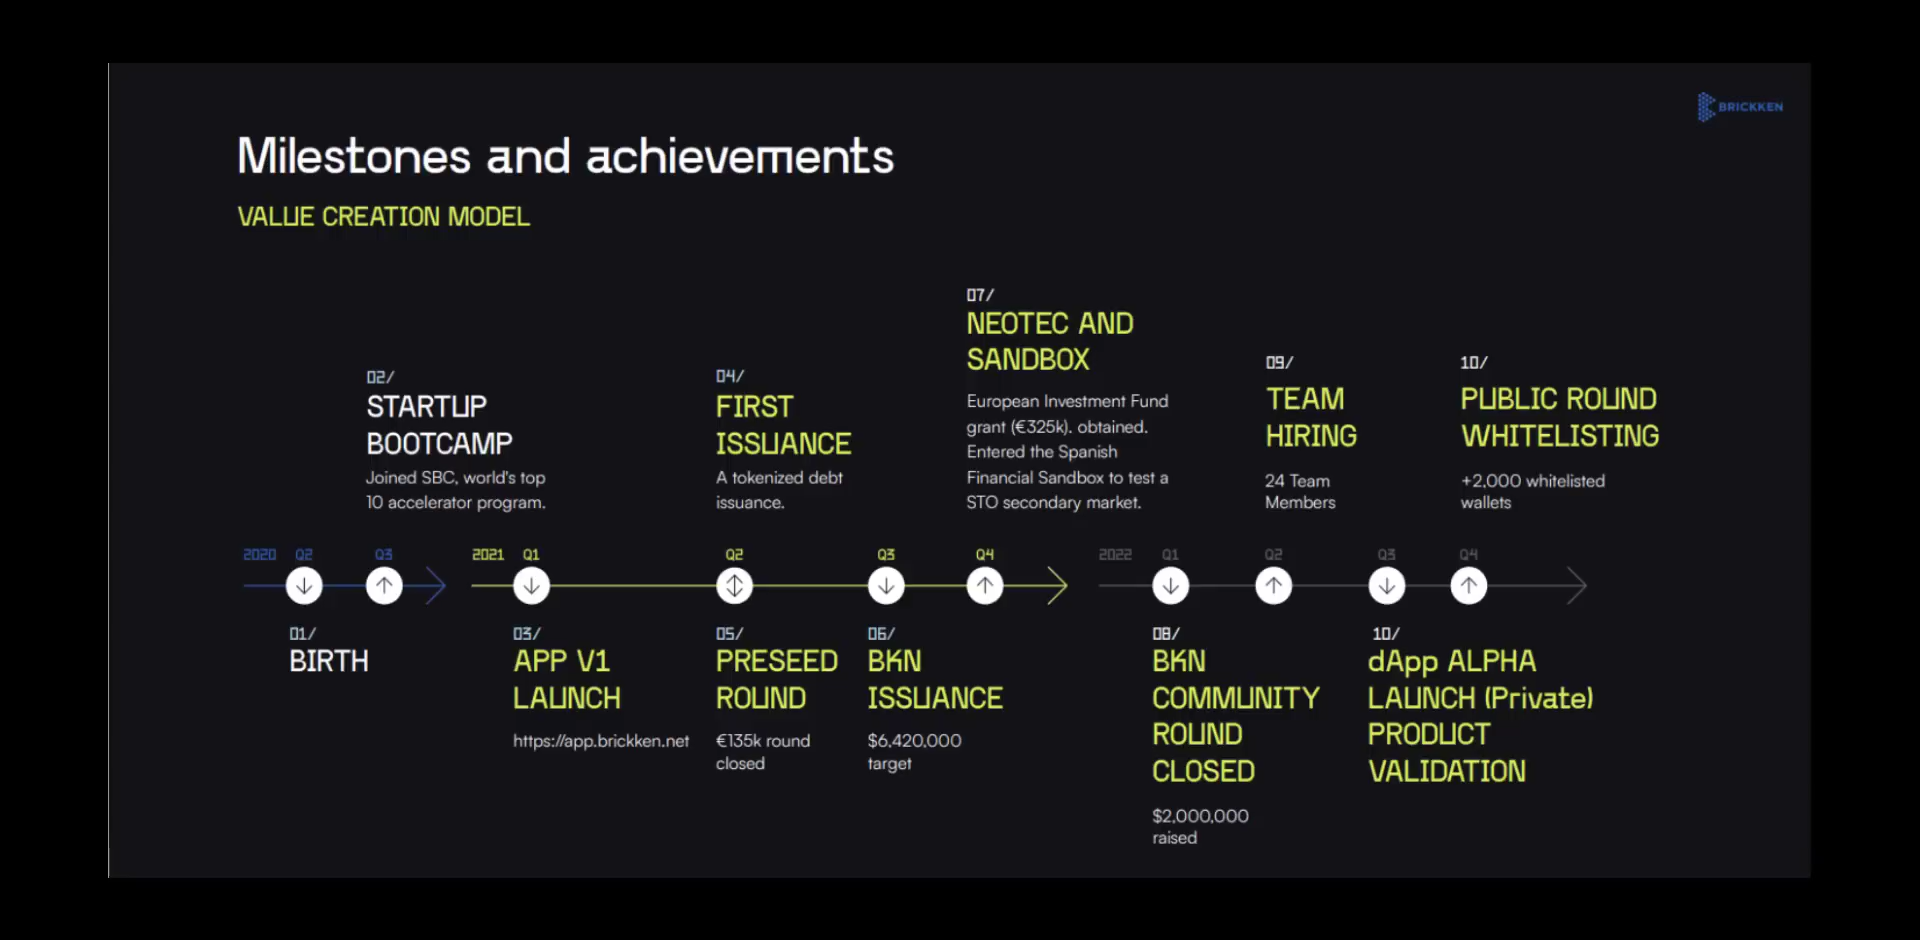 BRICKKEN
Milestones and achievements
VALUE CREATION MODEL
02/
STARTUP
BOOTCAMP
Joined SBC, world's top
10 accelerator program.
04/
FIRST
ISSUANCE
A tokenized debt
issuance.
07/
NEOTEC AND
SANDBOX
European Investment Fund
grant (€325k). obtained.
Entered the Spanish
Financial Sandbox to test a
STO secondary market.
09/
TEAM
HIRING
24 Team
Members
10/
PUBLIC ROUND
WHITELISTING
+2,000 whitelisted
wallets
2020 Q2 Q3
2021 Q1 Q2 Q3 Q4
2022 Q1 Q2 Q3 Q4
01/
BIRTH
03/
APP V1
LAUNCH
https://app.brickken.net
05/
PRESEED
ROUND
€135k round
closed
06/
BKN
ISSUANCE
$6,420,000
target
08/
BKN
COMMUNITY
ROUND
CLOSED
$2,000,000
raised
10/
dApp ALPHA
LAUNCH (Private)
PRODUCT
VALIDATION